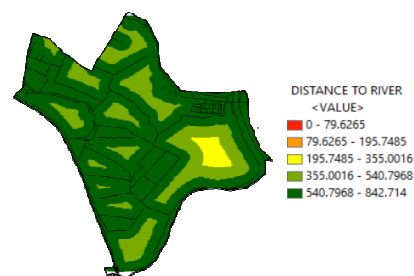 DISTANCE TO RIVER
<VALUE>
0 - 79.6265
79.6265 - 195.7485
195.7485 - 355.0016
355.0016 - 540.7968
540.7968 - 842.714